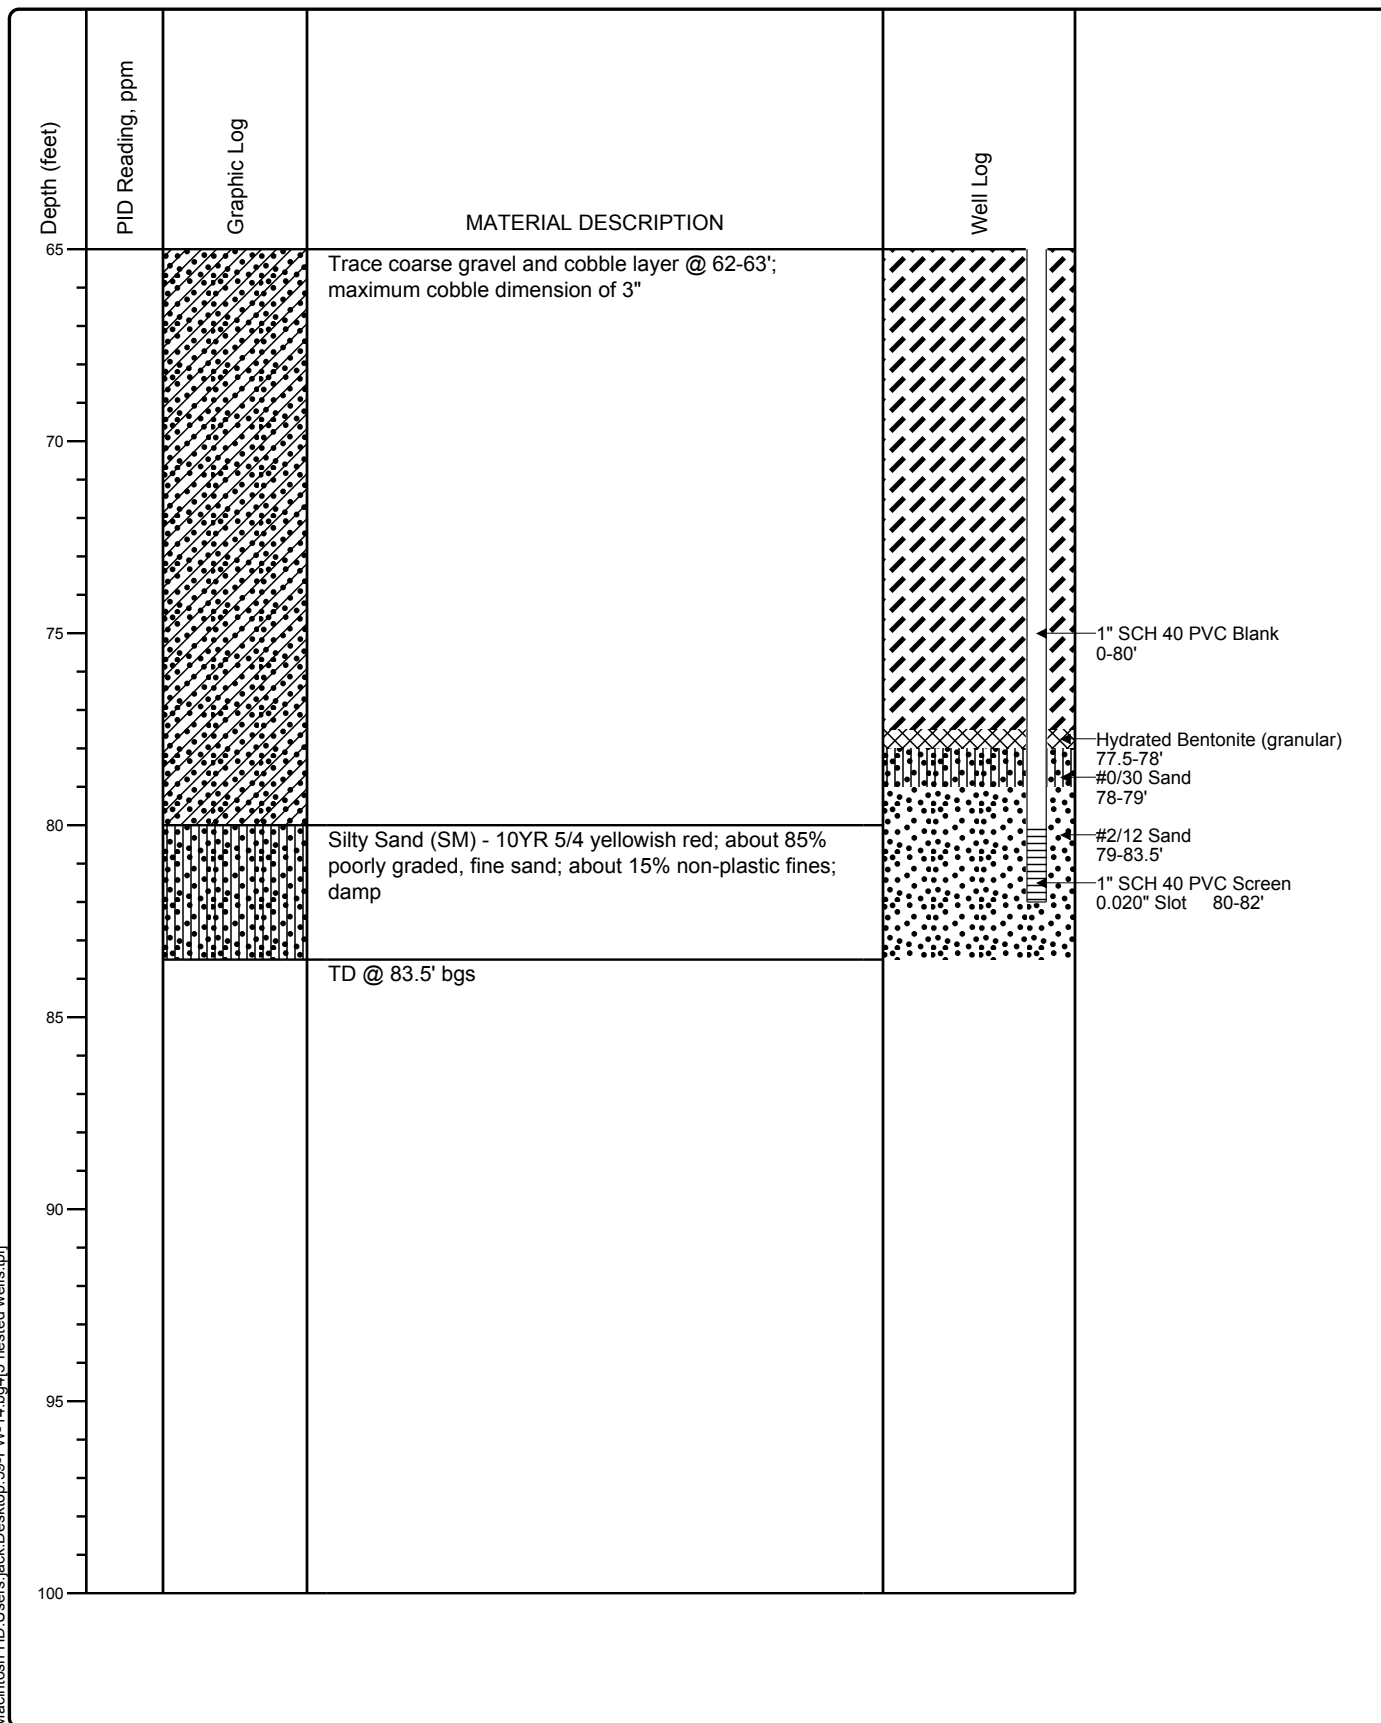 Depth (feet)
PID Reading, ppm
Graphic Log
MATERIAL DESCRIPTION
Well Log
65
Trace coarse gravel and cobble layer @ 62-63';
maximum cobble dimension of 3"
70
75
1" SCH 40 PVC Blank
0-80'
Hydrated Bentonite (granular)
77.5-78'
#0/30 Sand
78-79'
80
Silty Sand (SM) - 10YR 5/4 yellowish red; about 85%
poorly graded, fine sand; about 15% non-plastic fines;
damp
#2/12 Sand
79-83.5'
1" SCH 40 PVC Screen
0.020" Slot 80-82'
TD @ 83.5' bgs
85
90
95
100